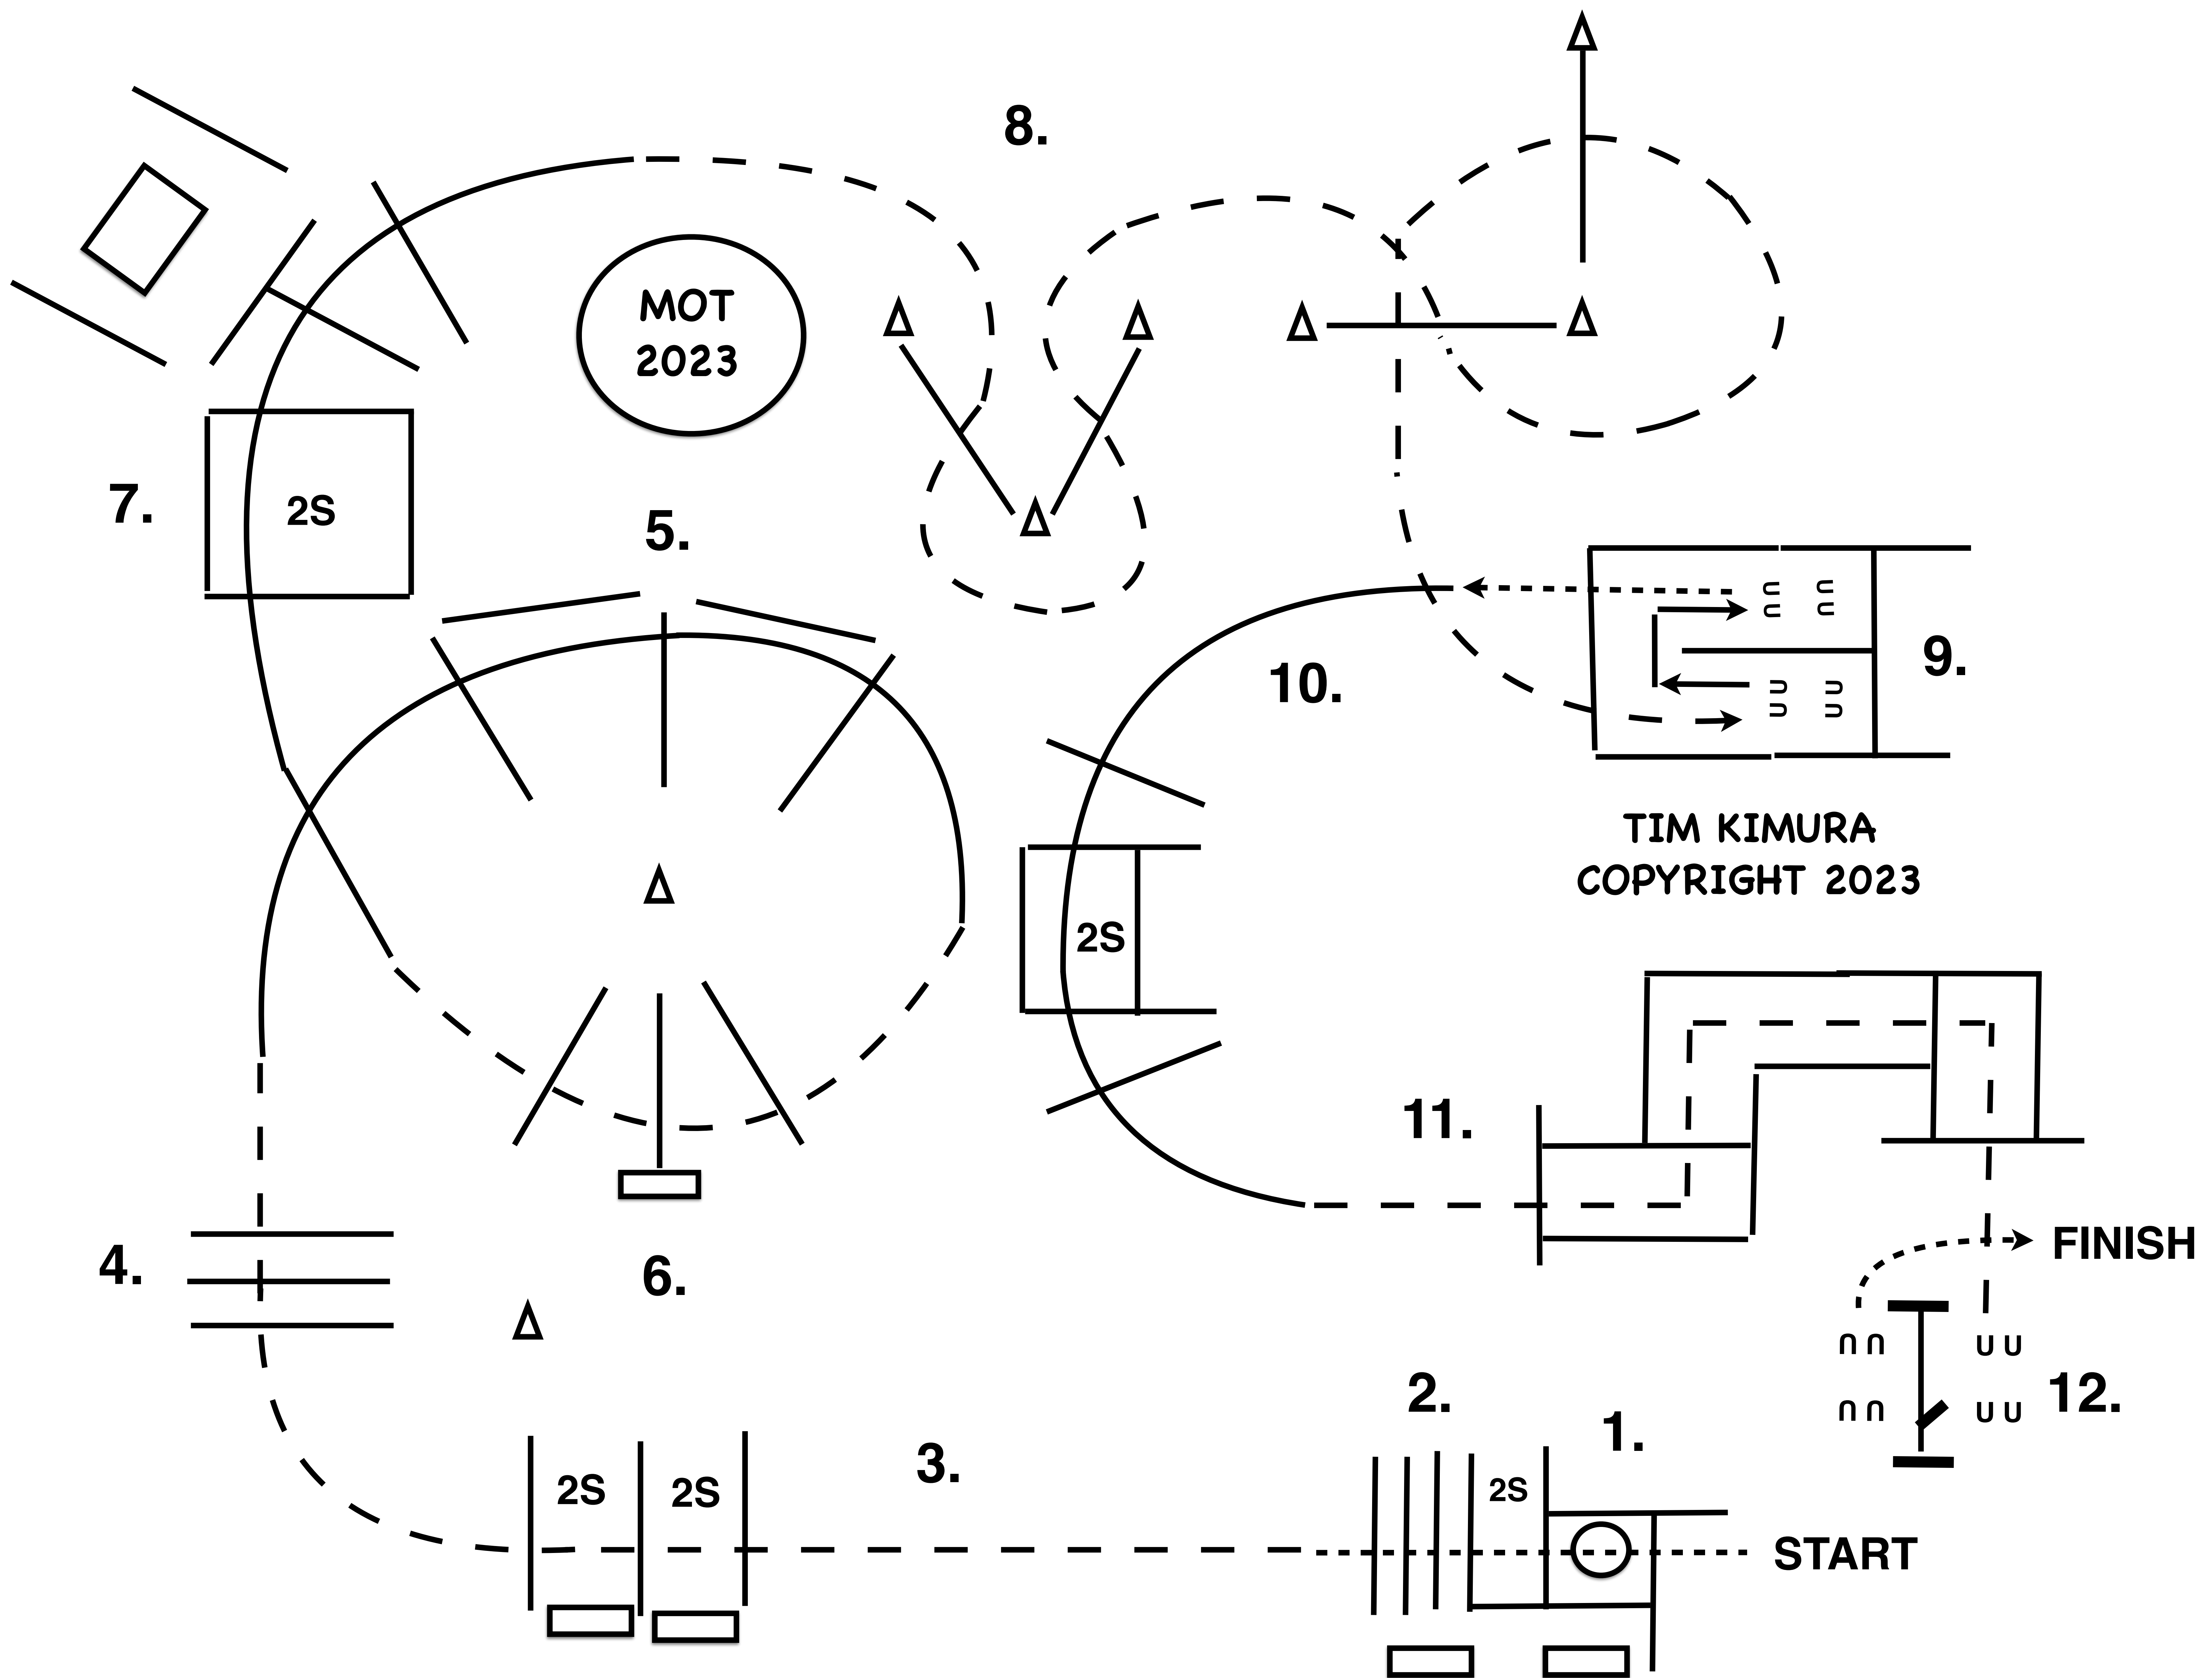 8.
MOT
2023
7.
2S
5.
9.
10.
TIM KIMURA
COPYRIGHT 2023
2S
11.
4.
6.
FINISH
12.
2.
1.
3.
2S
2S
2S
START